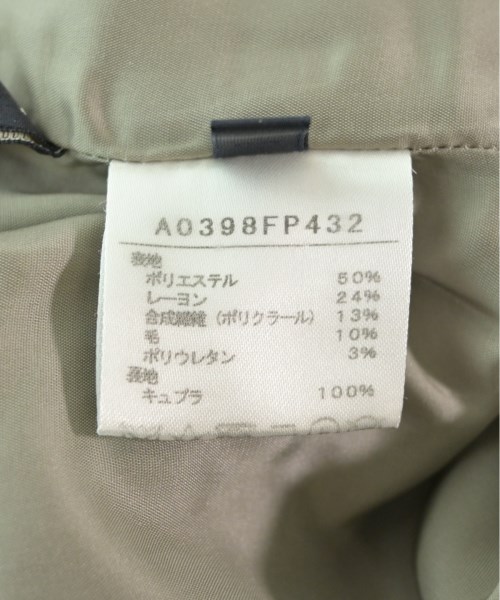 A0398FP432
表地
ポリエステル 50%
レーヨン 24%
合成繊維(ポリクラール) 13%
毛 10%
ポリウレタン 3%
裏地
キュプラ 100%